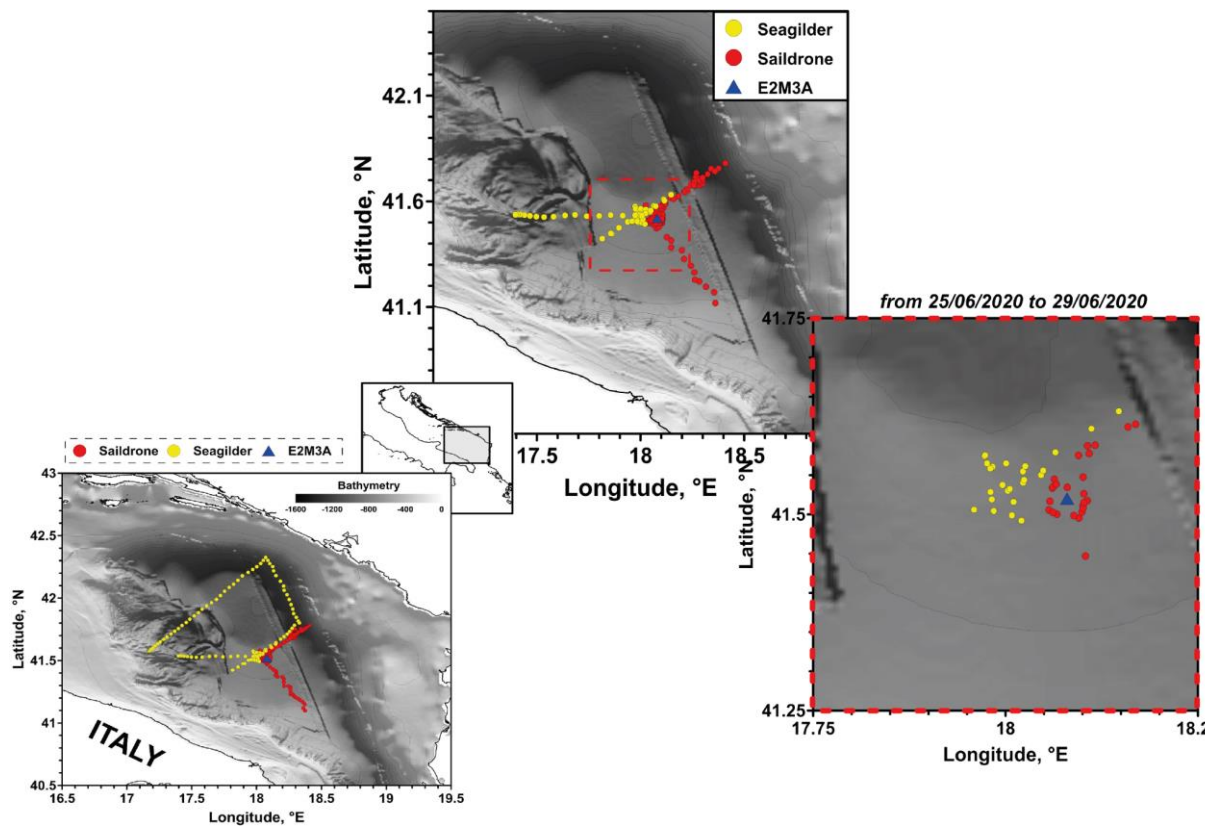 Seagilder
Saildrone
E2M3A
42.1
41.6
41.1
Latitude, °N
17.5
18
18.5
Longitude, °E
from 25/06/2020 to 29/06/2020
41.75
41.5
41.25
Latitude, °N
17.75
18
18.2
Longitude, °E
Saildrone
Seagilder
E2M3A
Bathymetry
-1600
-1200
-800
-400
0
43
42.5
42
41.5
41
40.5
Latitude, °N
ITALY
16.5
17
17.5
18
18.5
19
19.5
Longitude, °E